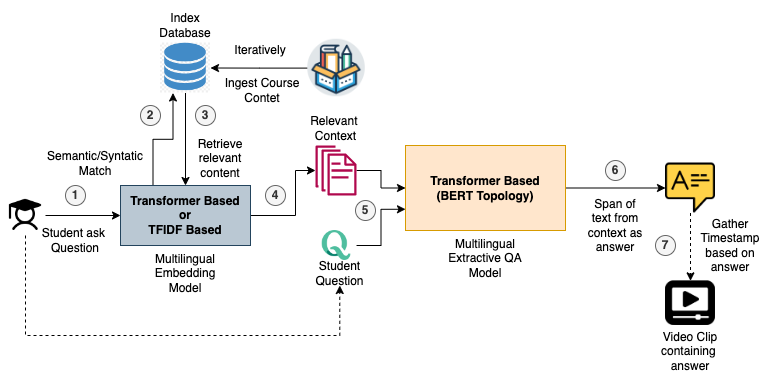 Index
Database
Iteratively
Ingest Course
Contet
2
3
Semantic/Syntatic
Match
Retrieve
relevant
content
1
Student ask
Question
Transformer Based
or
TFIDF Based
Multilingual
Embedding
Model
4
Relevant
Context
5
Q
Student
Question
Transformer Based
(BERT Topology)
Multilingual
Extractive QA
Model
6
Span of
text from
context as
answer
A
7
Gather
Timestamp
based on
answer
Video Clip
containing
answer